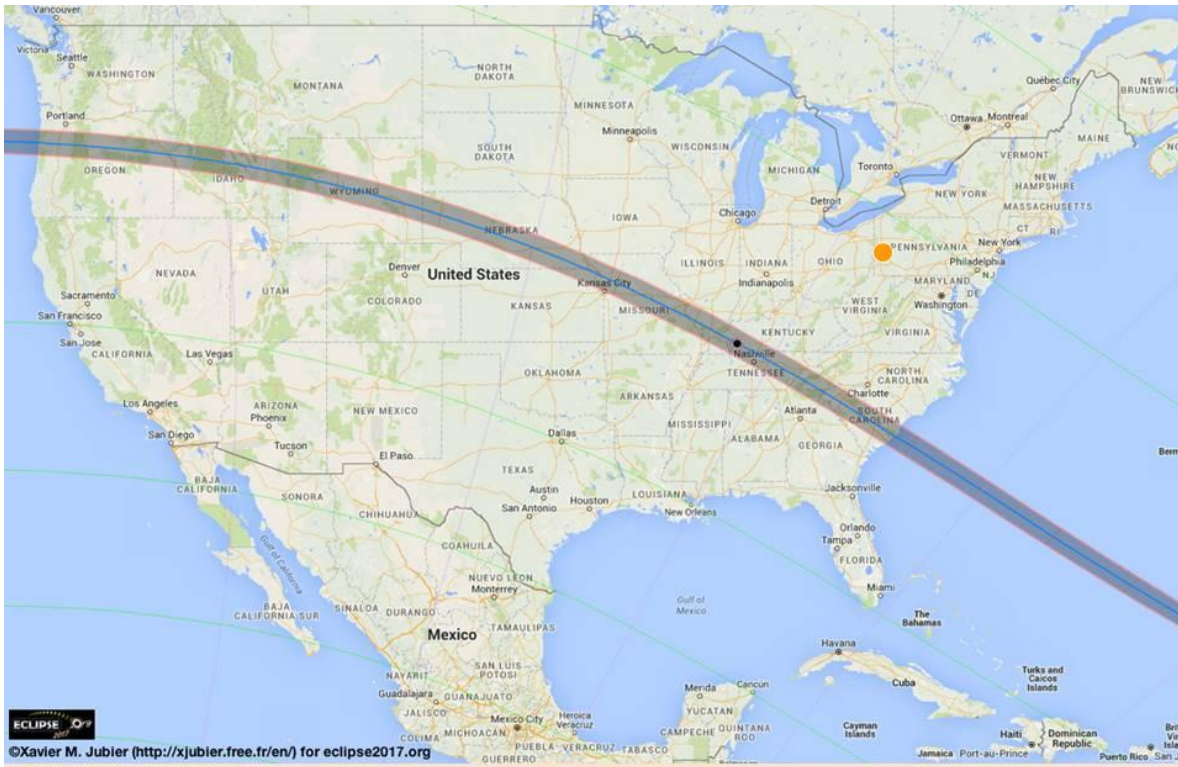 Vancouver
Victoria
Seattle
WASHINGTON
Portland
OREGON
MONTANA
IDAHO
WYOMING
NORTH
DAKOTA
SOUTH
DAKOTA
NEBRASKA
MINNESOTA
Minneapolis
WISCONSIN
IOWA
MICHIGAN
Chicago
Detroit
Toronto
Ottawa
Montreal
Québec City
NEW
BRUNSWICK
MAINE
VERMONT
NEW
HAMPSHIRE
MASSACHUSETTS
NEW YORK
CT
RI
New York
PENNSYLVANIA
Philadelphia
NJ
MARYLAND
DE
Washington
OHIO
INDIANA
Indianapolis
ILLINOIS
WEST
VIRGINIA
VIRGINIA
KENTUCKY
Nashville
TENNESSEE
NORTH
CAROLINA
Charlotte
SOUTH
CAROLINA
Atlanta
GEORGIA
ALABAMA
MISSISSIPPI
ARKANSAS
MISSOURI
Kansas City
KANSAS
United States
Denver
COLORADO
UTAH
NEVADA
Sacramento
San Francisco
San Jose
CALIFORNIA
Las Vegas
Los Angeles
San Diego
ARIZONA
Phoenix
Tucson
NEW MEXICO
El Paso
OKLAHOMA
Dallas
TEXAS
Austin
San Antonio
Houston
LOUISIANA
New Orleans
Jacksonville
Orlando
Tampa
FLORIDA
Miami
Berm
BAJA
CALIFORNIA
SONORA
CHIHUAHUA
COAHUILA
Gulf of California
BAJA
CALIFORNIA SUR
SINALOA
DURANGO
NUEVO LEON
Monterrey
TAMAULIPAS
Mexico
Gulf of
Mexico
SAN LUIS
POTOSI
NAYARIT
Guadalajara
GUANAJUATO
JALISCO
COLIMA
MICHOACÁN
Mexico City
Heroica
Veracruz
PUEBLA
VERACRUZ
TABASCO
GUERRERO
Merida
Cancún
YUCATAN
CAMPECHE
QUINTANA
ROO
Havana
Cuba
The
Bahamas
Turks and
Caicos
Islands
Cayman
Islands
Jamaica
Haiti
Port-au-Prince
Dominican
Republic
Puerto Rico
San J
ECLIPSE
2017
©Xavier M. Jubier (http://xjubier.free.fr/en/) for eclipse2017.org